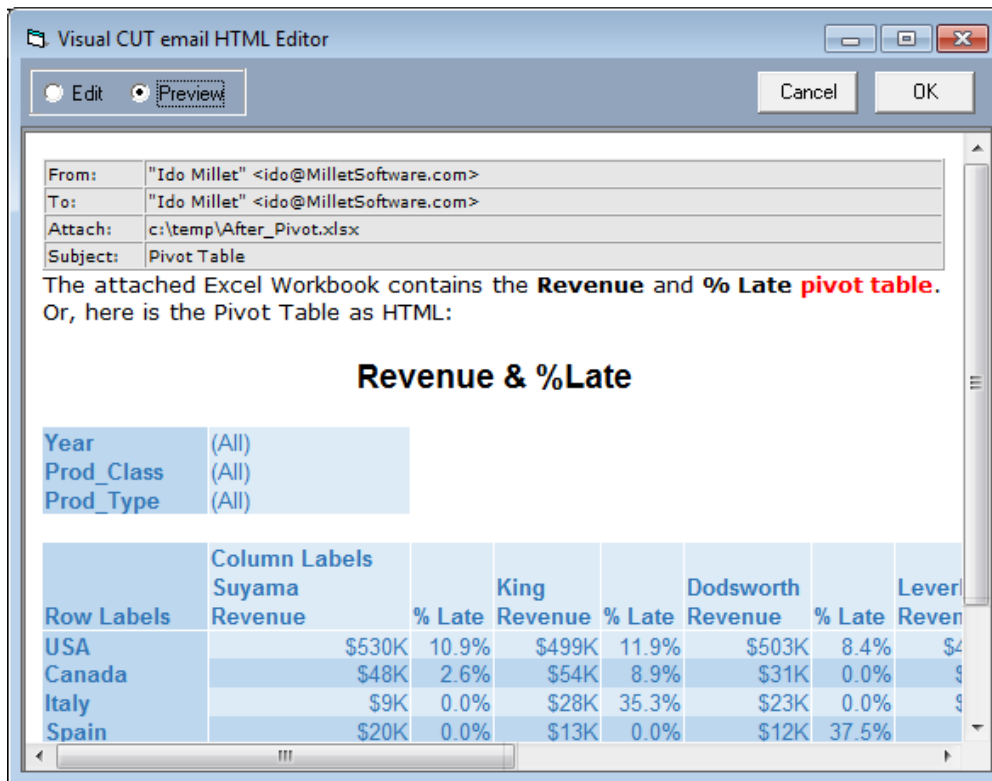 Visual CUT email HTML Editor
Edit Preview Cancel OK
From: "Ido Millet" <ido@MilletSoftware.com>
To: "Ido Millet" <ido@MilletSoftware.com>
Attach: c:\temp\After_Pivot.xlsx
Subject: Pivot Table
The attached Excel Workbook contains the Revenue and % Late pivot table.
Or, here is the Pivot Table as HTML:
Revenue & %Late
Year (All)
Prod_Class (All)
Prod_Type (All)
Column Labels
Suyama King Dodsworth
Row Labels Revenue % Late Revenue % Late Revenue % Late
USA $530K 10.9% $499K 11.9% $503K 8.4%
Canada $48K 2.6% $54K 8.9% $31K 0.0%
Italy $9K 0.0% $28K 35.3% $23K 0.0%
Spain $20K 0.0% $13K 0.0% $12K 37.5%